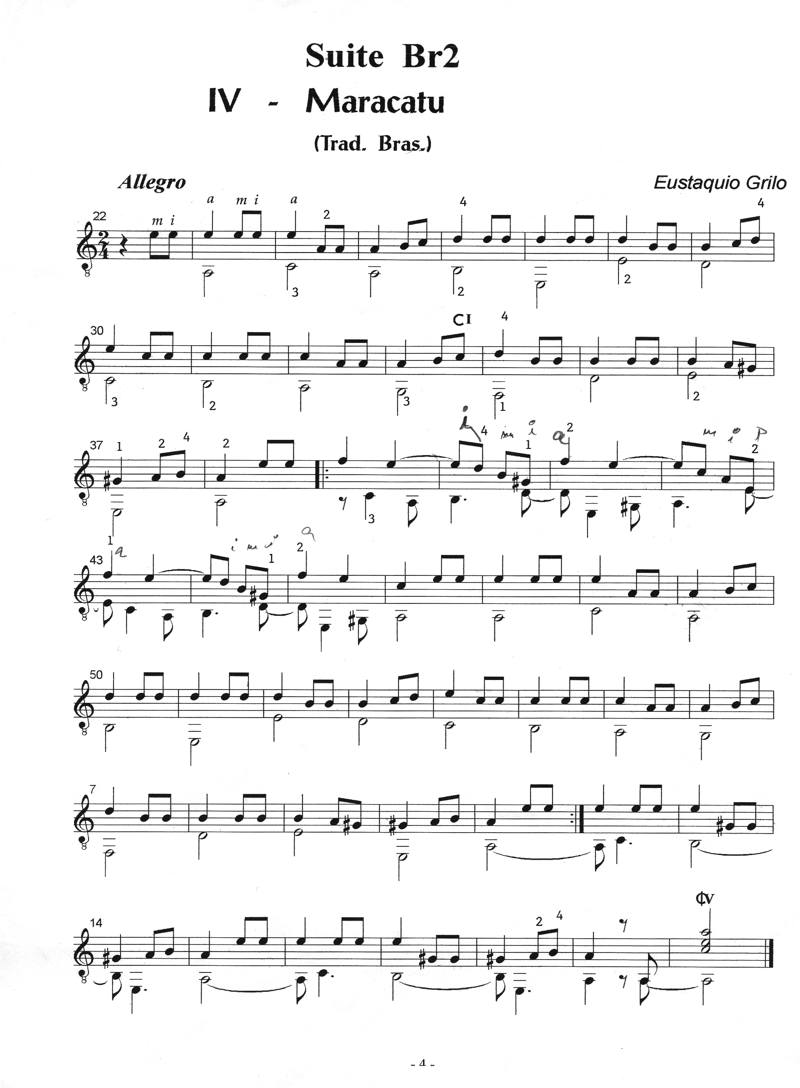 Suite Br2
IV - Maracatu
(Trad. Bras.)
Allegro Eustaquio Grilo
a m i a 2 4 4
22 m i
3 2 1 2
30 CI 4
3 2 3 1 2
37 1 2 4 4 m i a 2 m i p
1 2
3
43 1 a i m i a 2
1
50
7
14 2 4 CIV
- 4 -